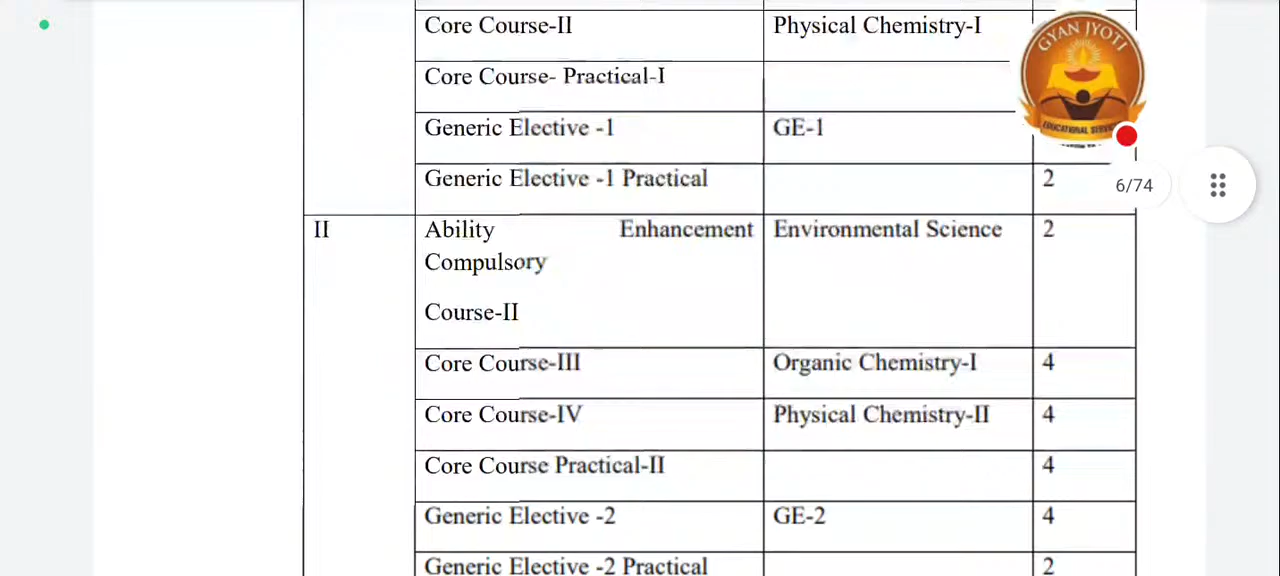 Core Course-II Physical Chemistry-I
GYAN JYOTI
Core Course- Practical-I
EDUCATIONAL
Generic Elective -1 GE-1
Generic Elective -1 Practical 2
6/74
II Ability Enhancement Environmental Science 2
Compulsory
Course-II
Core Course-III Organic Chemistry-I 4
Core Course-IV Physical Chemistry-II 4
Core Course Practical-II 4
Generic Elective -2 GE-2 4
Generic Elective -2 Practical 2